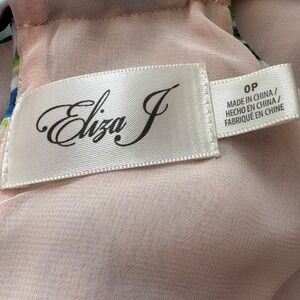 Eliza J
0P
MADE IN CHINA /
HECHO EN CHINA /
FABRIQUÉ EN CHINE